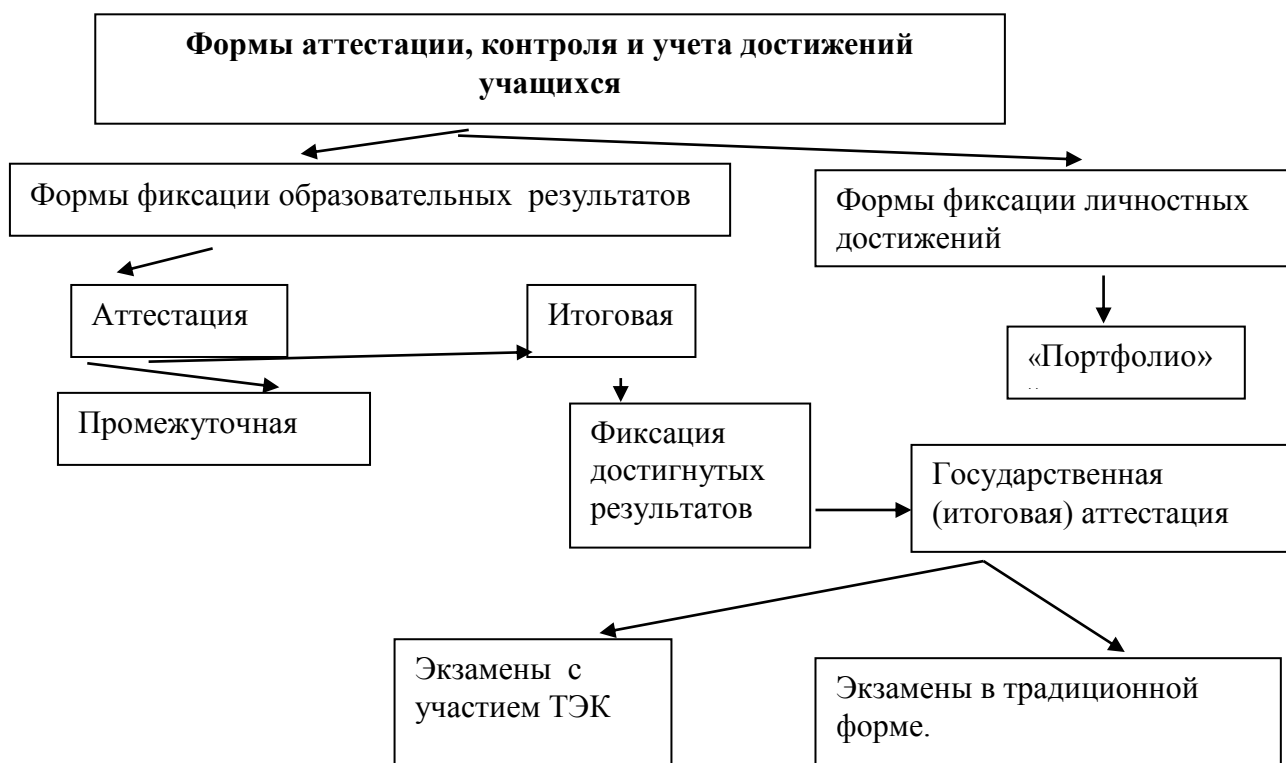 Формы аттестации, контроля и учета достижений
учащихся
Формы фиксации образовательных результатов
Формы фиксации личностных
достижений
Аттестация
Итоговая
«Портфолио»
Промежуточная
Фиксация
достигнутых
результатов
Государственная
(итоговая) аттестация
Экзамены с
участием ТЭК
Экзамены в традиционной
форме.